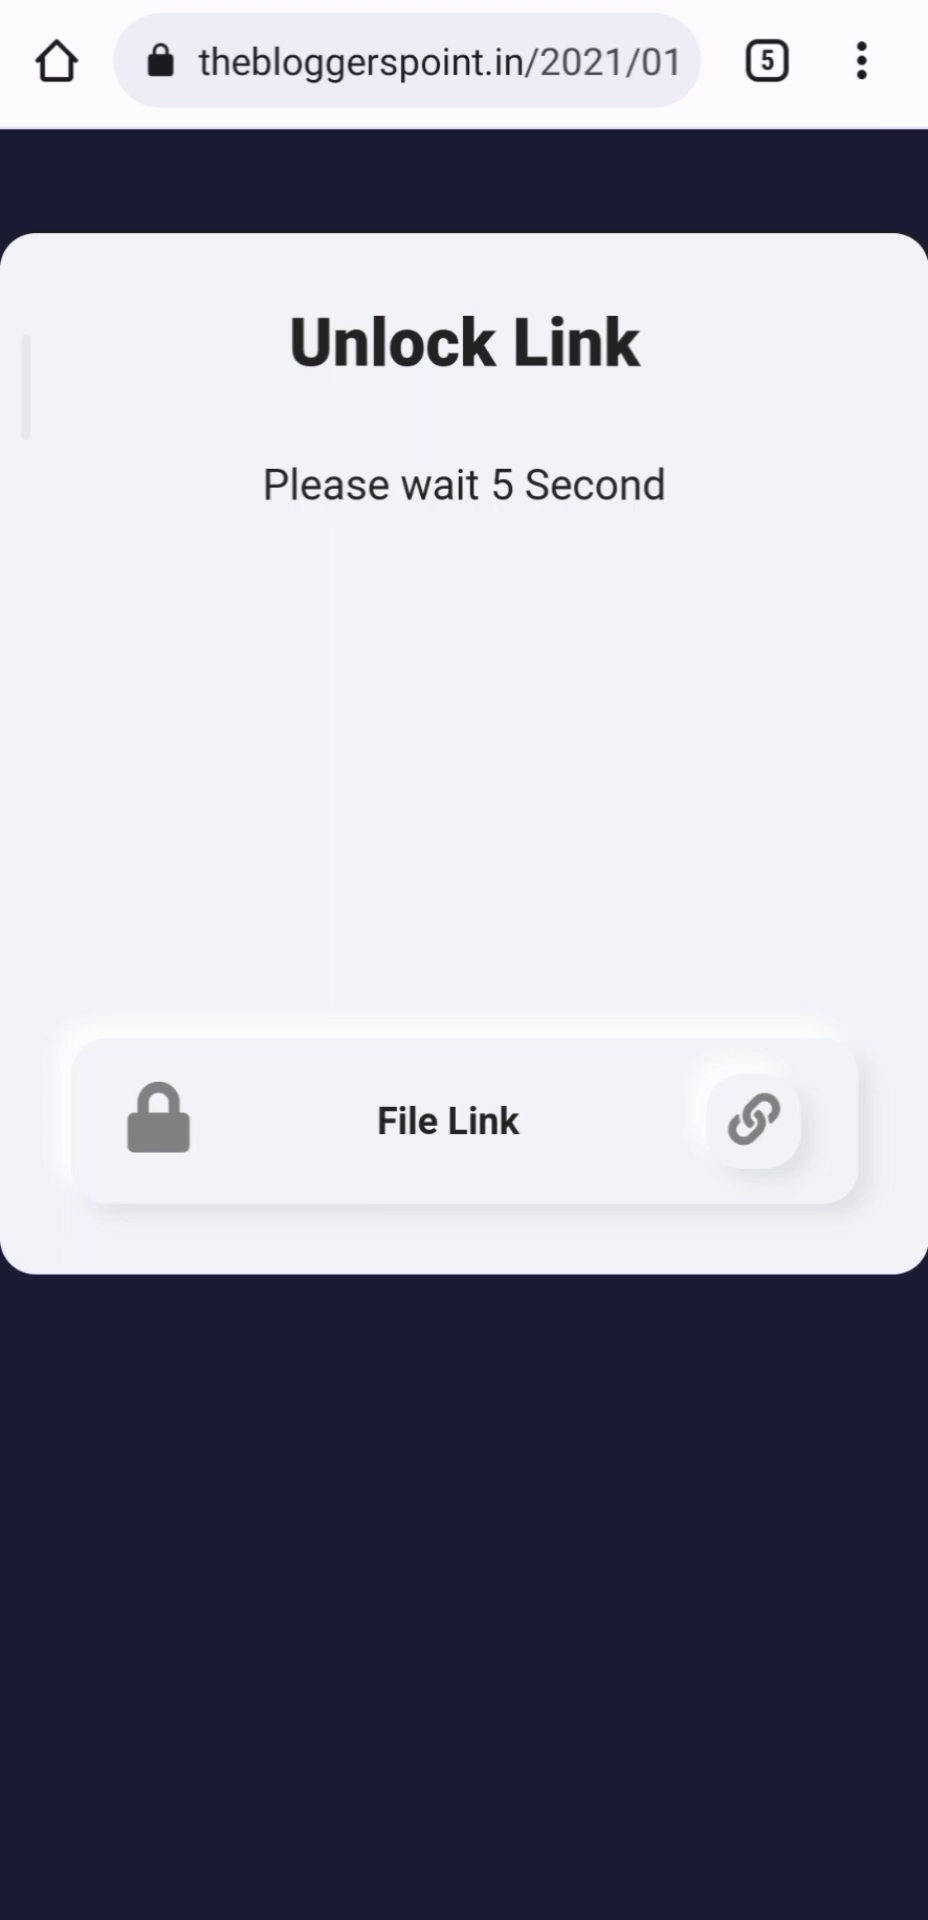 thebloggerspoint.in/2021/01
5
Unlock Link
Please wait 5 Second
File Link